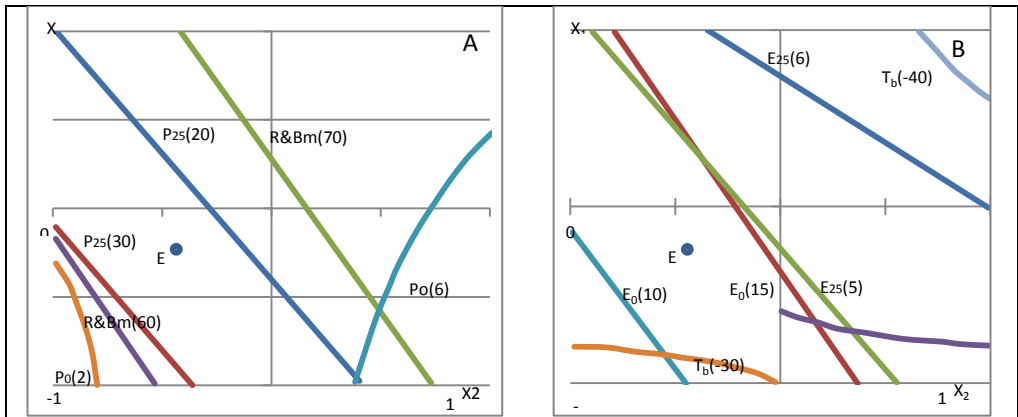 X
A
P25(20)
R&Bm(70)
0
P25(30)
E
Po(6)
R&Bm(60)
P0(2)
-1
X2
1
X1
B
E25(6)
Tb(-40)
0
E
E0(10)
E0(15)
E25(5)
Tb(-30)
-
1
X2